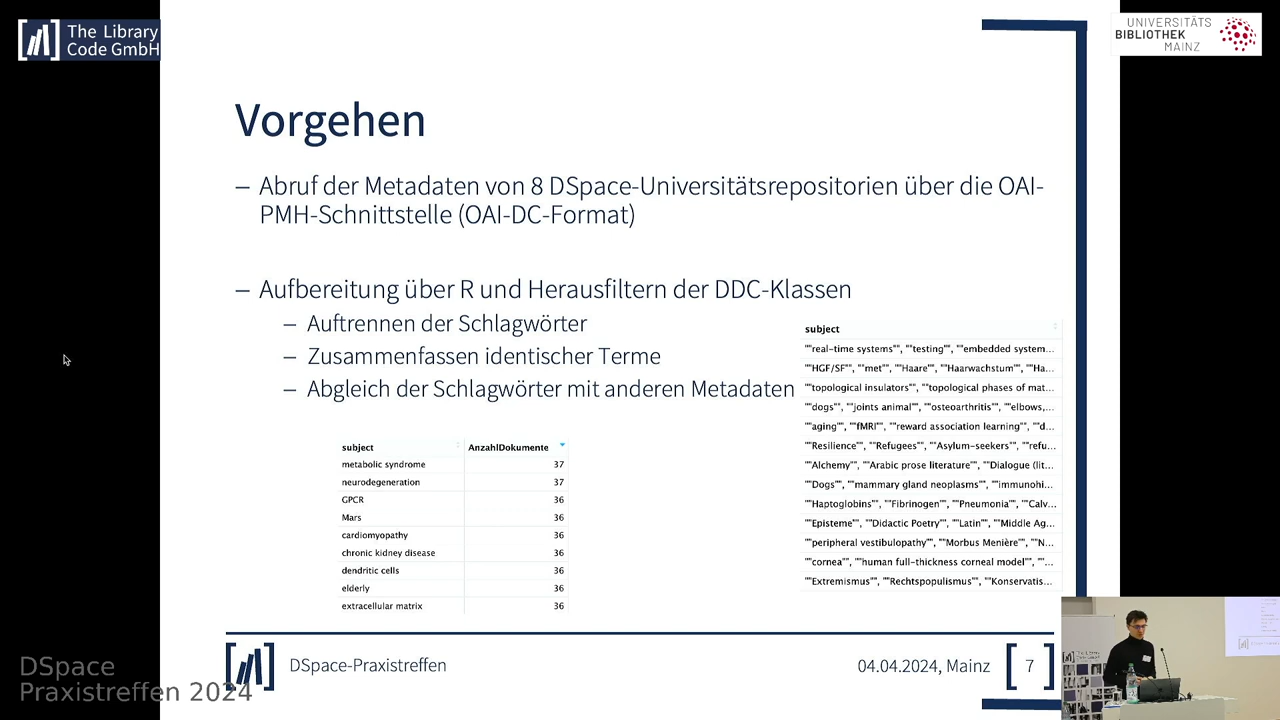 The Library
Code GmbH
UNIVERSITÄTS
BIBLIOTHEK
MAINZ
Vorgehen
– Abruf der Metadaten von 8 DSpace-Universitätsrepositorien über die OAI-
PMH-Schnittstelle (OAI-DC-Format)
– Aufbereitung über R und Herausfiltern der DDC-Klassen
– Auftrennen der Schlagwörter
– Zusammenfassen identischer Terme
– Abgleich der Schlagwörter mit anderen Metadaten
subject
""real-time systems"", ""testing"", ""embedded system...
""HGF/SF"", ""met"", ""Haare"", ""Haarwachstum"", ""Ha...
""topological insulators"", ""topological phases of mat...
""dogs"", ""joints animal"", ""osteoarthritis"", ""elbows,...
""aging"", ""fMRI"", ""reward association learning"", ""d...
""Resilience"", ""Refugees"", ""Asylum-seekers"", ""refu...
""Alchemy"", ""Arabic prose literature"", ""Dialogue (lit...
""Dogs"", ""mammary gland neoplasms"", ""Immunohi...
""Haptoglobins"", ""Fibrinogen"", ""Pneumonia"", ""Calv...
""Episteme"", ""Didactic Poetry"", ""Latin"", ""Middle Ag...
""peripheral vestibulopathy"", ""Morbus Menière"", ""N...
""cornea"", ""human full-thickness corneal model"", ""...
""Extremismus"", ""Rechtspopulismus"", ""Konservatis...
subject AnzahlDokumente
metabolic syndrome 37
neurodegeneration 37
GPCR 36
Mars 36
cardiomyopathy 36
chronic kidney disease 36
dendritic cells 36
elderly 36
extracellular matrix 36
DSpace-Praxistreffen
04.04.2024, Mainz
7
DSpace
Praxistreffen 2024